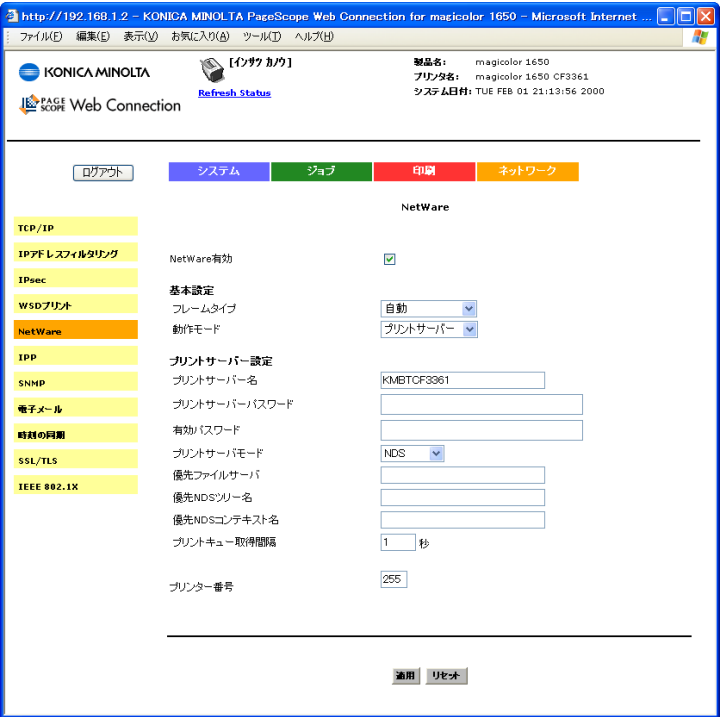 http://192.168.1.2 - KONICA MINOLTA PageScope Web Connection for magicolor 1650 - Microsoft Internet ...
ファイル(F) 編集(E) 表示(V) お気に入り(A) ツール(T) ヘルプ(H)
KONICA MINOLTA
PAGE SCOPE Web Connection
[インサツ カノウ]
Refresh Status
製品名: magicolor 1650
プリンタ名: magicolor 1650 CF3361
システム日付: TUE FEB 01 21:13:56 2000
ログアウト
システム ジョブ 印刷 ネットワーク
TCP/IP
IPアドレスフィルタリング
IPsec
WSDプリント
NetWare
IPP
SNMP
電子メール
時刻の同期
SSL/TLS
IEEE 802.1X
NetWare
NetWare有効
基本設定
フレームタイプ 自動
動作モード プリントサーバー
プリントサーバー設定
プリントサーバー名 KMBTCF3361
プリントサーバーパスワード
有効パスワード
プリントサーバモード NDS
優先ファイルサーバ
優先NDSツリー名
優先NDSコンテキスト名
プリントキュー取得間隔 1 秒
プリンター番号 255
適用 リセット